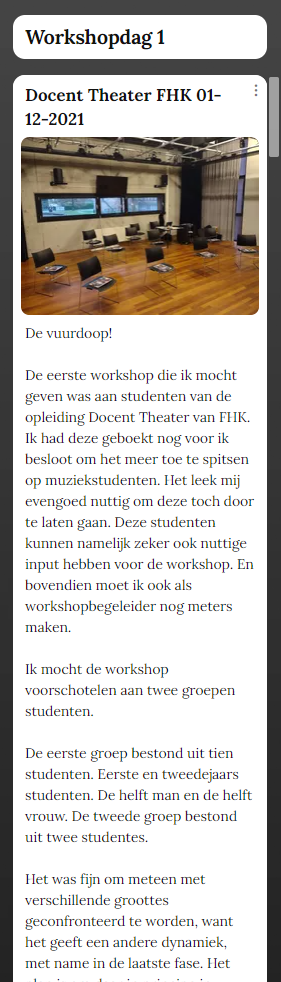 Workshopdag 1
Docent Theater FHK 01-
12-2021
De vuurdoop!
De eerste workshop die ik mocht
geven was aan studenten van de
opleiding Docent Theater van FHK.
Ik had deze geboekt nog voor ik
besloot om het meer toe te spitsen
op muziekstudenten. Het leek mij
evengoed nuttig om deze toch door
te laten gaan. Deze studenten
kunnen namelijk zeker ook nuttige
input hebben voor de workshop. En
bovendien moet ik ook als
workshopbegeleider nog meters
maken.
Ik mocht de workshop
voorschotelen aan twee groepen
studenten.
De eerste groep bestond uit tien
studenten. Eerste en tweedejaars
studenten. De helft man en de helft
vrouw. De tweede groep bestond
uit twee studentes.
Het was fijn om meteen met
verschillende groottes
geconfronteerd te worden, want
het geeft een andere dynamiek,
met name in de laatste fase. Het